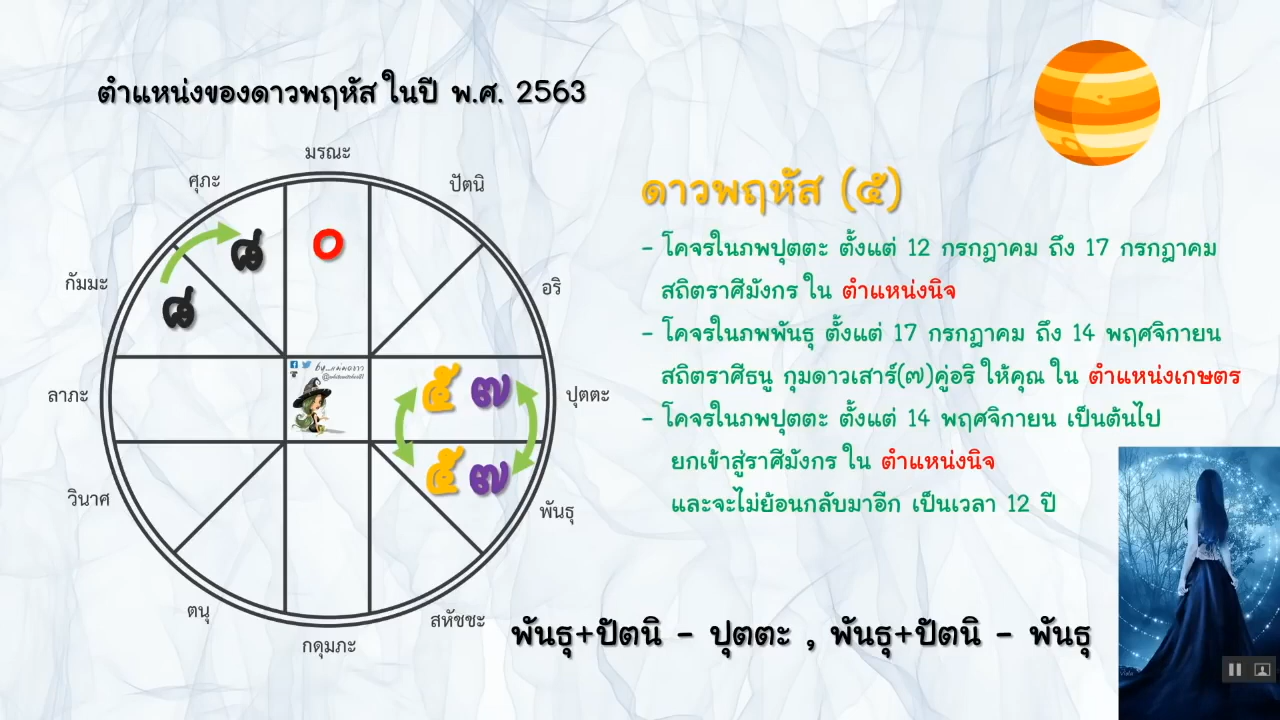 ตำแหน่งของดาวพฤหัส ในปี พ.ศ. 2563
มรณะ
ศุภะ
ปัตนิ
กัมมะ
อริ
ลาภะ
ปุตตะ
วินาศ
พันธุ
ตนุ
สหัชชะ
กดุมภะ
๘
๐
๘
๕ ๗
๕ ๗
ดาวพฤหัส (๕)
- โคจรในภพปุตตะ ตั้งแต่ 12 กรกฎาคม ถึง 17 กรกฎาคม
สถิตราศีมังกร ใน ตำแหน่งนิจ
- โคจรในภพพันธุ ตั้งแต่ 17 กรกฎาคม ถึง 14 พฤศจิกายน
สถิตราศีธนู กุมดาวเสาร์(๗)คู่อริ ให้คุณ ใน ตำแหน่งเกษตร
- โคจรในภพปุตตะ ตั้งแต่ 14 พฤศจิกายน เป็นต้นไป
ยกเข้าสู่ราศีมังกร ใน ตำแหน่งนิจ
และจะไม่ย้อนกลับมาอีก เป็นเวลา 12 ปี
พันธุ+ปัตนิ - ปุตตะ , พันธุ+ปัตนิ - พันธุ